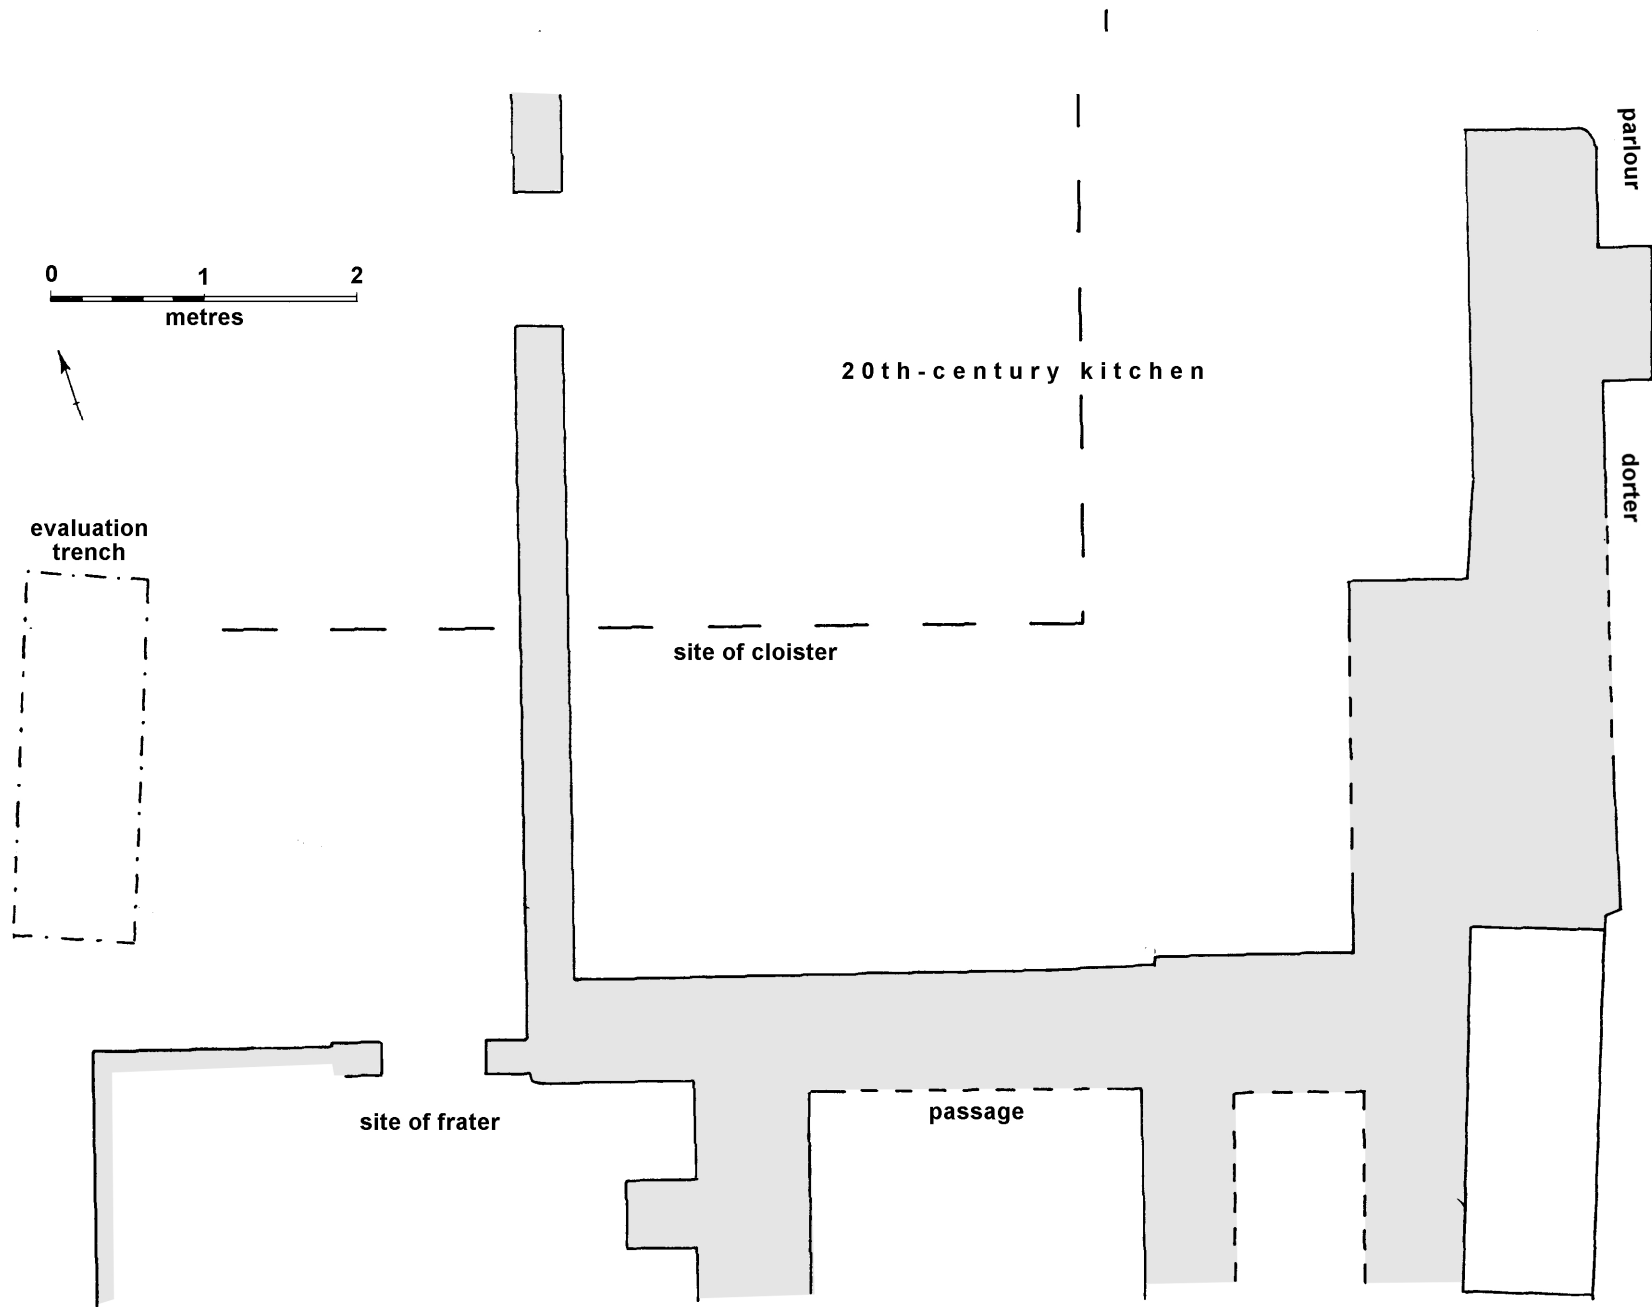 parlour
0 1 2
metres
20th-century kitchen
dorter
evaluation
trench
site of cloister
passage
site of frater